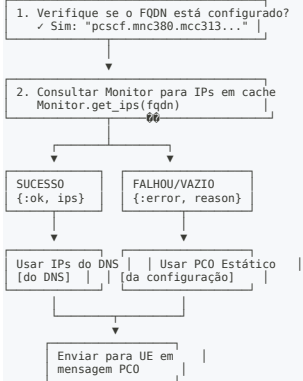 1. Verifique se o FQDN está configurado?
✓ Sim: "pcscf.mnc380.mcc313..."
2. Consultar Monitor para IPs em cache
Monitor.get_ips(fqdn)
SUCESSO FALHOU/VAZIO
{:ok, ips} {:error, reason}
Usar IPs do DNS Usar PCO Estático
[do DNS] [da configuração]
Enviar para UE em
mensagem PCO